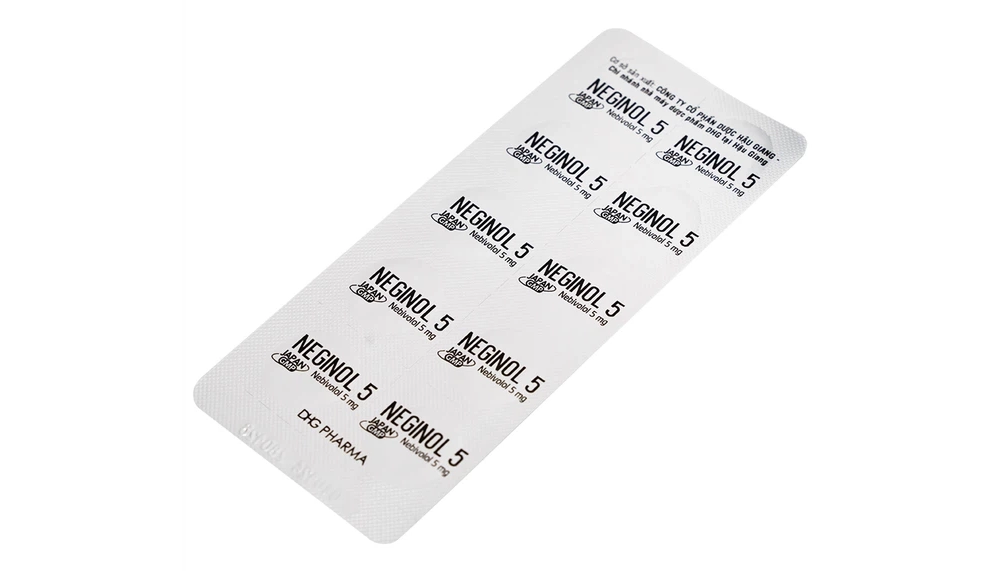 Cơ sở sản xuất: CÔNG TY CỔ PHẦN DƯỢC HẬU GIANG -
Chi nhánh nhà máy dược phẩm DHG tại Hậu Giang
NEGINOL 5
JAPAN GMP Nebivolol 5 mg
NEGINOL 5
JAPAN GMP Nebivolol 5 mg
NEGINOL 5
JAPAN GMP Nebivolol 5 mg
NEGINOL 5
JAPAN GMP Nebivolol 5 mg
NEGINOL 5
JAPAN GMP Nebivolol 5 mg
NEGINOL 5
JAPAN GMP Nebivolol 5 mg
NEGINOL 5
JAPAN GMP Nebivolol 5 mg
NEGINOL 5
JAPAN GMP Nebivolol 5 mg
NEGINOL 5
JAPAN GMP Nebivolol 5 mg
NEGINOL 5
JAPAN GMP Nebivolol 5 mg
DHG PHARMA